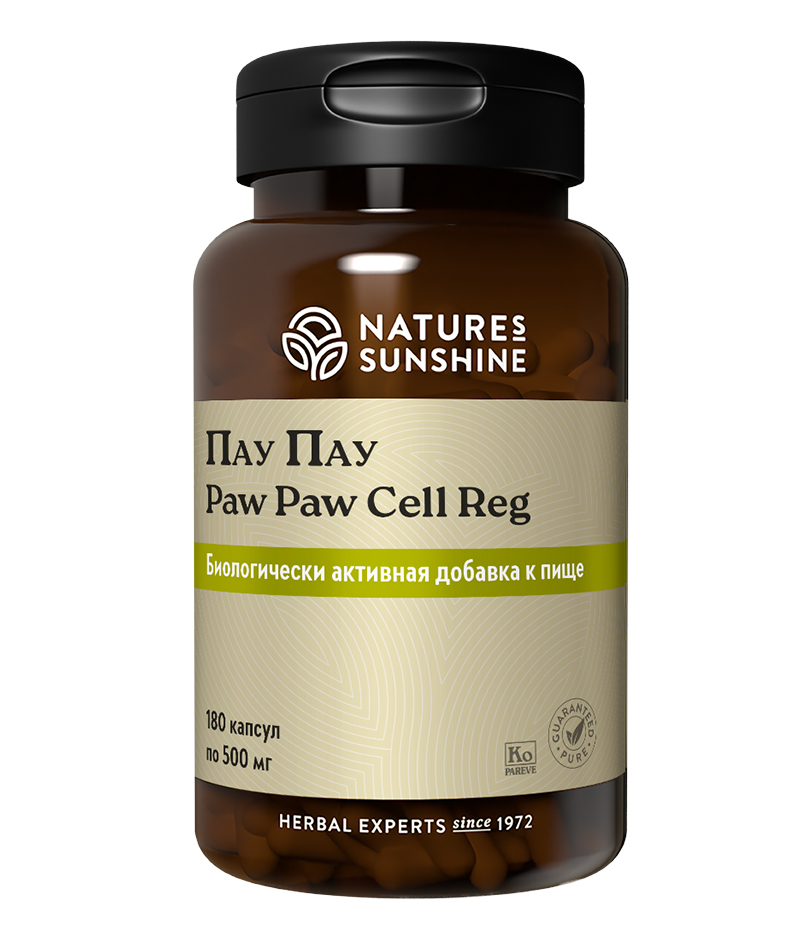 NATURES
SUNSHINE
Пау Пау
Paw Paw Cell Reg
Биологически активная добавка к пище
180 капсул
по 500 мг
Ko
PAREVE
GUARANTEED
PURE
HERBAL EXPERTS since 1972